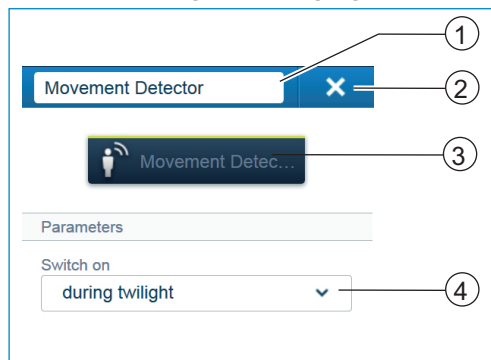 1
Movement Detector
2
Movement Detec...
3
Parameters
Switch on
during twilight
4